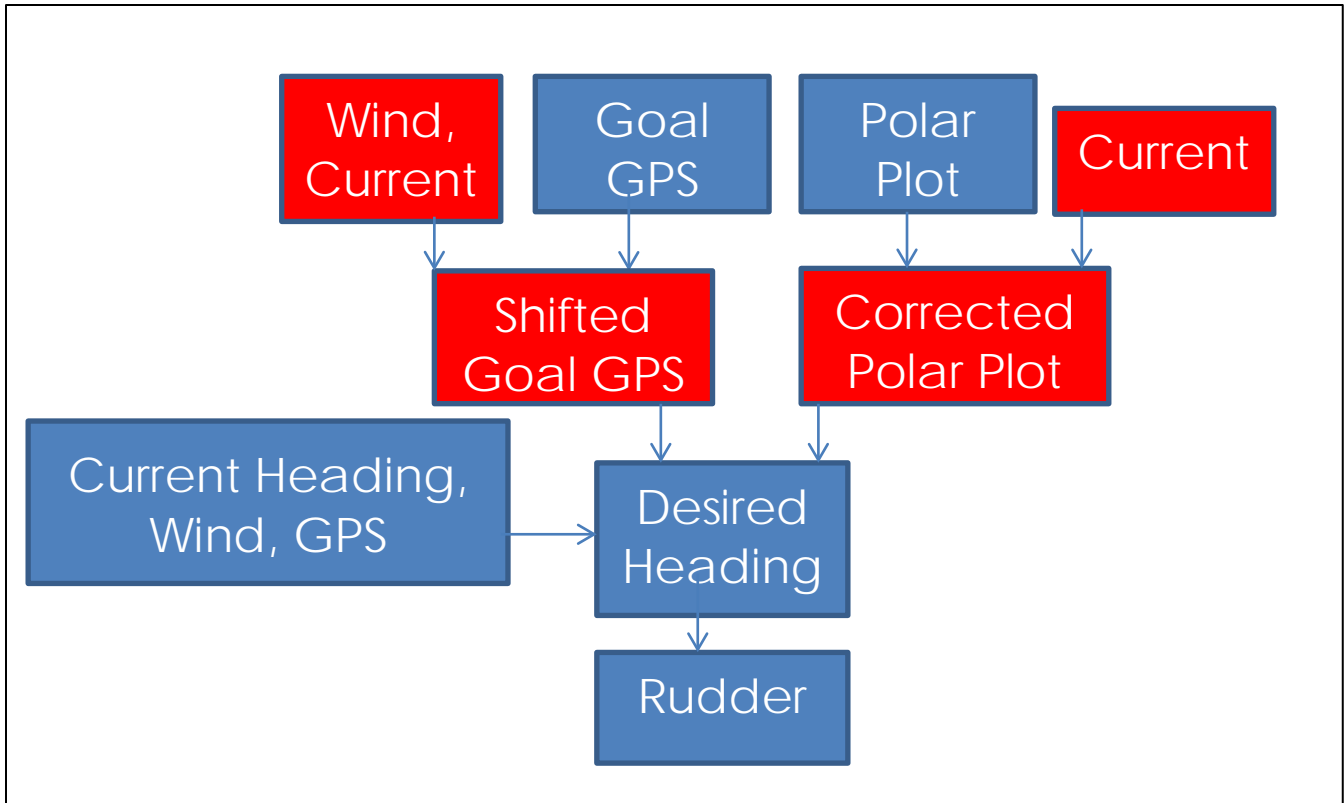 Wind,
Current
Goal
GPS
Polar
Plot
Current
Shifted
Goal GPS
Corrected
Polar Plot
Current Heading,
Wind, GPS
Desired
Heading
Rudder